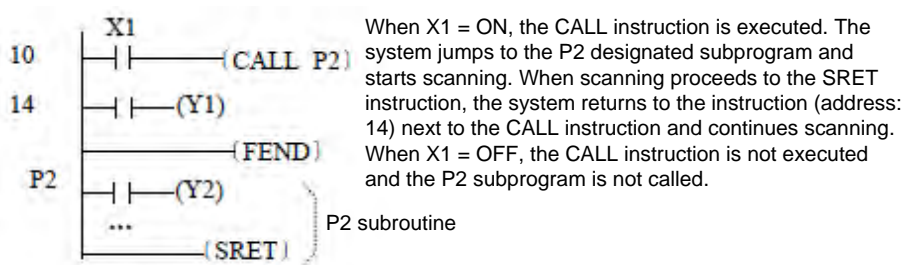 X1
10
(CALL P2)
14
(Y1)
(FEND)
P2
(Y2)
...
(SRET)
When X1 = ON, the CALL instruction is executed. The
system jumps to the P2 designated subprogram and
starts scanning. When scanning proceeds to the SRET
instruction, the system returns to the instruction (address:
14) next to the CALL instruction and continues scanning.
When X1 = OFF, the CALL instruction is not executed
and the P2 subprogram is not called.
P2 subroutine